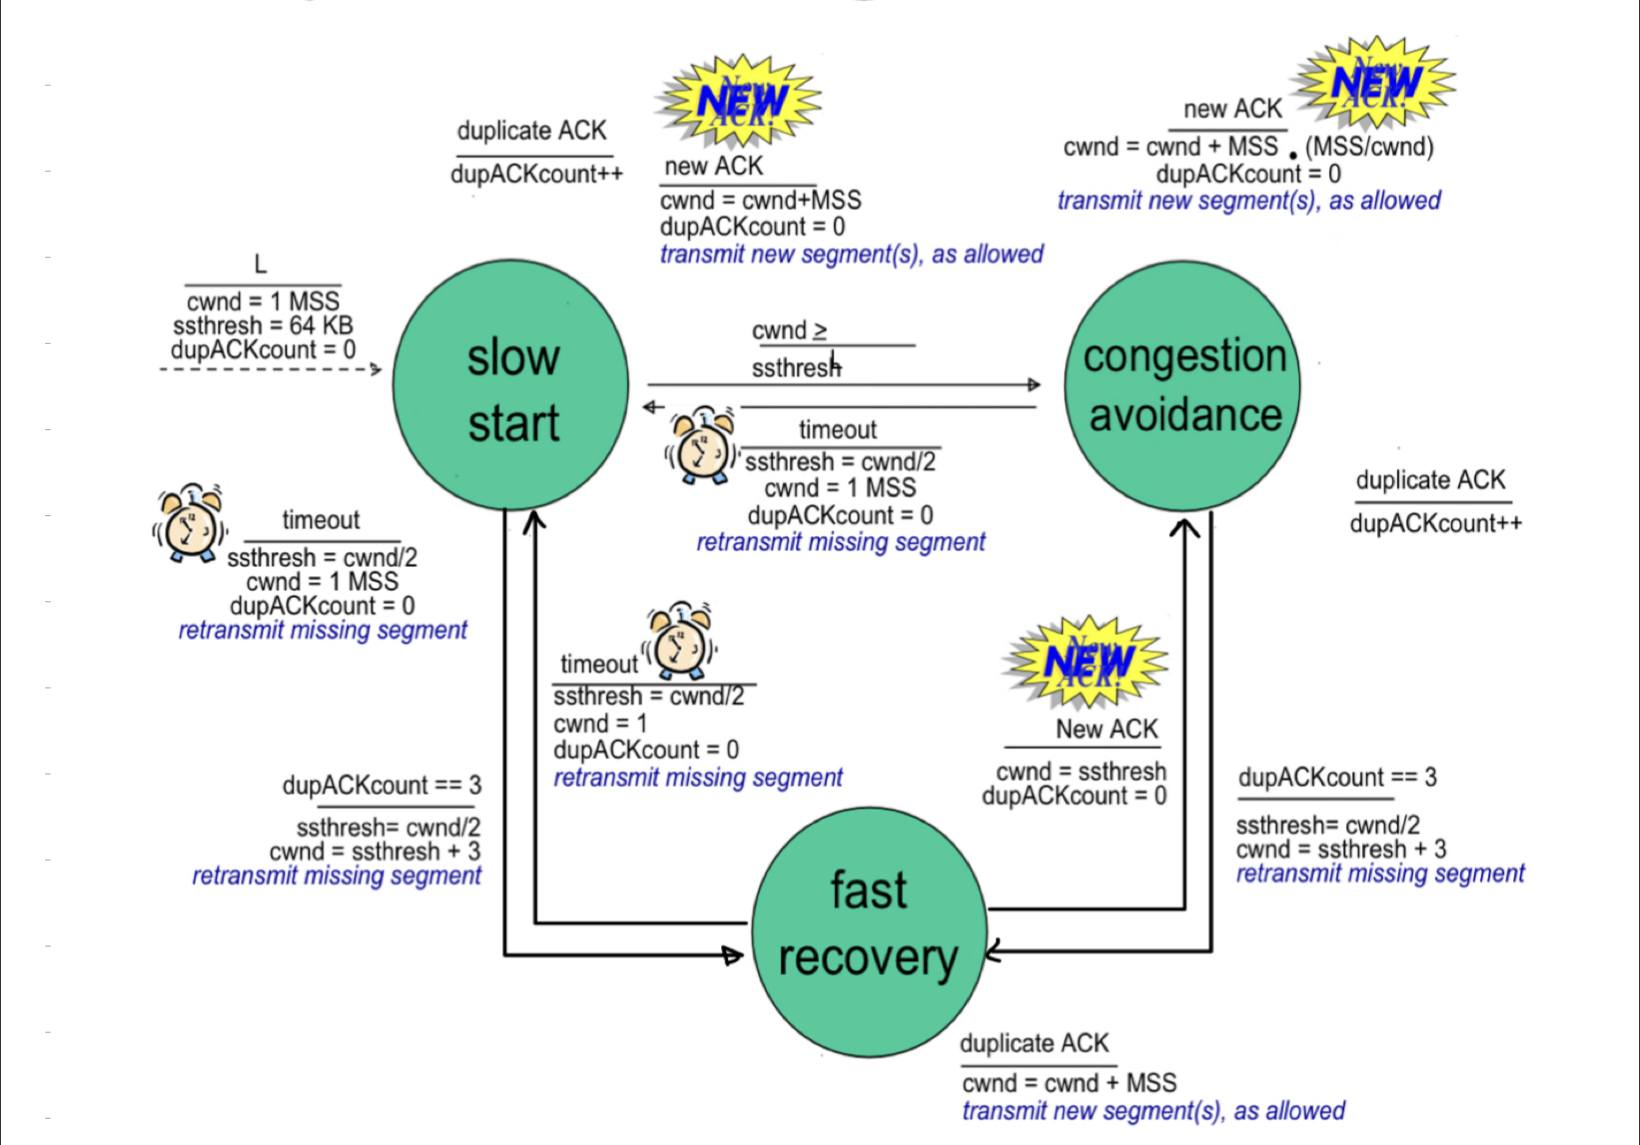 duplicate ACK
dupACKcount++
New
NEW
ACK!
new ACK
cwnd = cwnd+MSS
dupACKcount = 0
transmit new segment(s), as allowed
New
NEW
ACK!
new ACK
cwnd = cwnd + MSS . (MSS/cwnd)
dupACKcount = 0
transmit new segment(s), as allowed
L
cwnd = 1 MSS
ssthresh = 64 KB
dupACKcount = 0
slow
start
cwnd ≥
ssthresh
congestion
avoidance
timeout
ssthresh = cwnd/2
cwnd = 1 MSS
dupACKcount = 0
retransmit missing segment
duplicate ACK
dupACKcount++
timeout
ssthresh = cwnd/2
cwnd = 1 MSS
dupACKcount = 0
retransmit missing segment
timeout
ssthresh = cwnd/2
cwnd = 1
dupACKcount = 0
retransmit missing segment
New
NEW
ACK!
New ACK
cwnd = ssthresh
dupACKcount = 0
dupACKcount == 3
ssthresh= cwnd/2
cwnd = ssthresh + 3
retransmit missing segment
dupACKcount == 3
ssthresh= cwnd/2
cwnd = ssthresh + 3
retransmit missing segment
fast
recovery
duplicate ACK
cwnd = cwnd + MSS
transmit new segment(s), as allowed